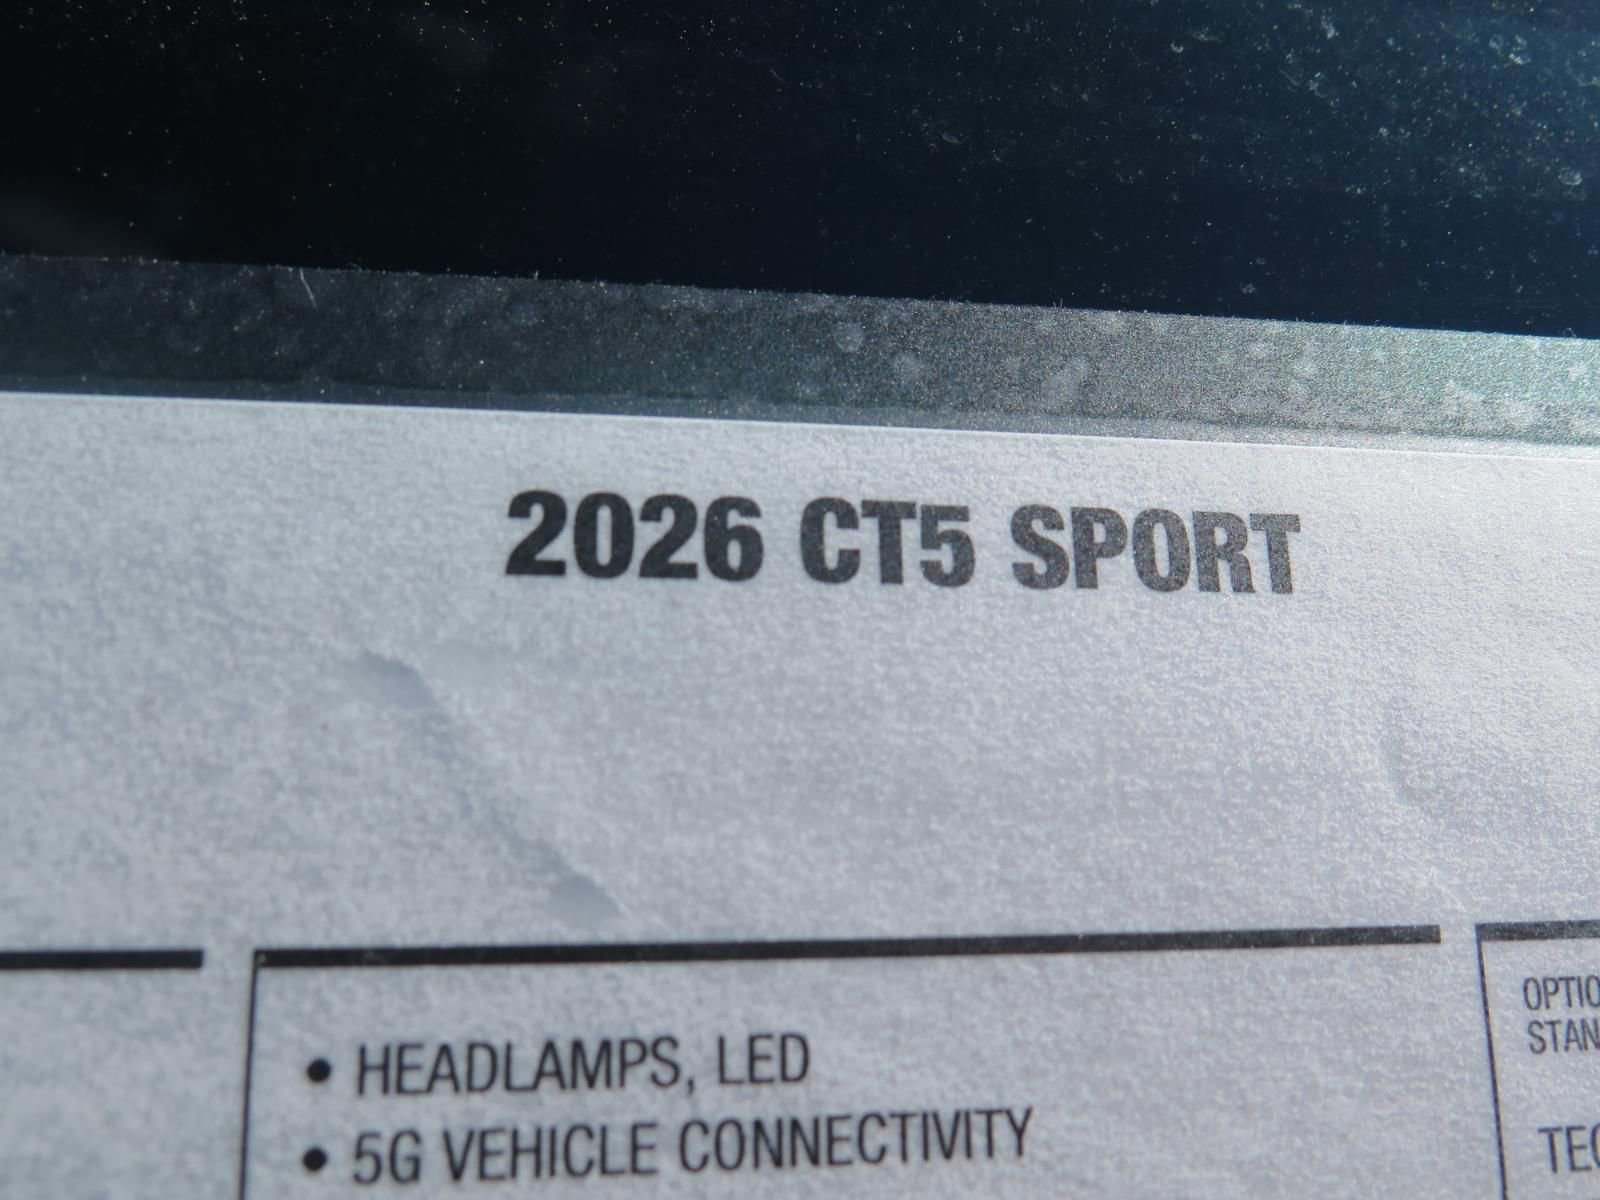 2026 CT5 SPORT
• HEADLAMPS, LED
• 5G VEHICLE CONNECTIVITY